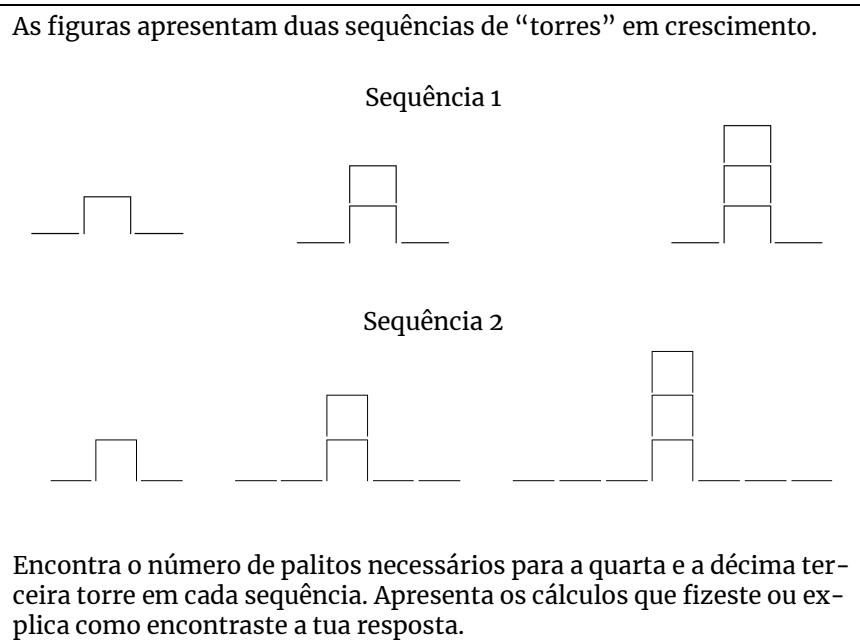 As figuras apresentam duas sequências de “torres” em crescimento.
Sequência 1
Sequência 2
Encontra o número de palitos necessários para a quarta e a décima ter-
ceira torre em cada sequência. Apresenta os cálculos que fizeste ou ex-
plica como encontraste a tua resposta.